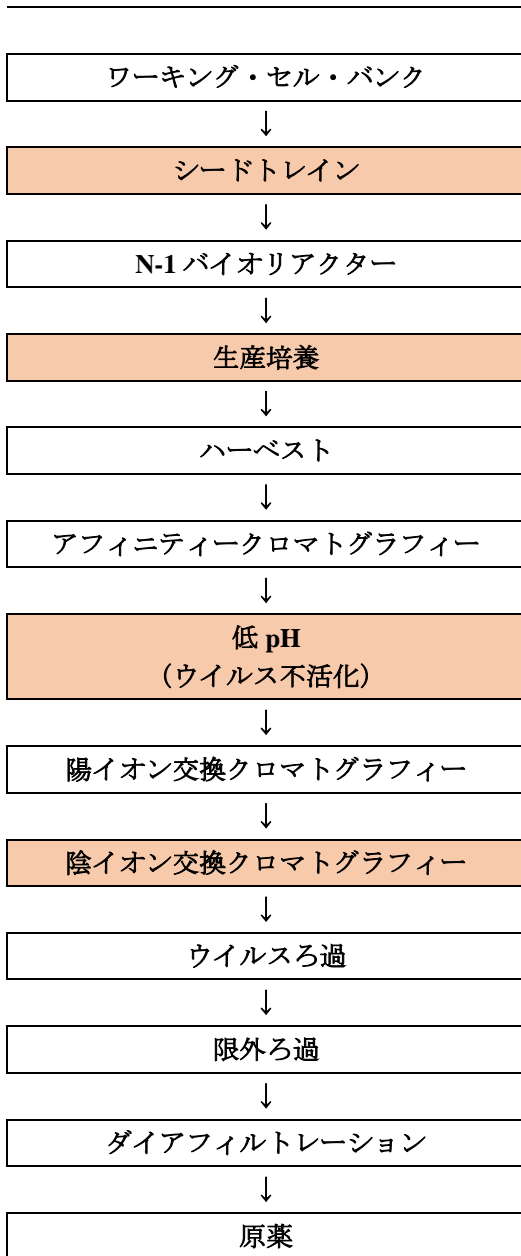 ワーキング・セル・バンク
↓
シードトレイン
↓
N-1 バイオリアクター
↓
生産培養
↓
ハーベスト
↓
アフィニティークロマトグラフィー
↓
低 pH
（ウイルス不活化）
↓
陽イオン交換クロマトグラフィー
↓
陰イオン交換クロマトグラフィー
↓
ウイルスろ過
↓
限外ろ過
↓
ダイアフィルトレーション
↓
原薬